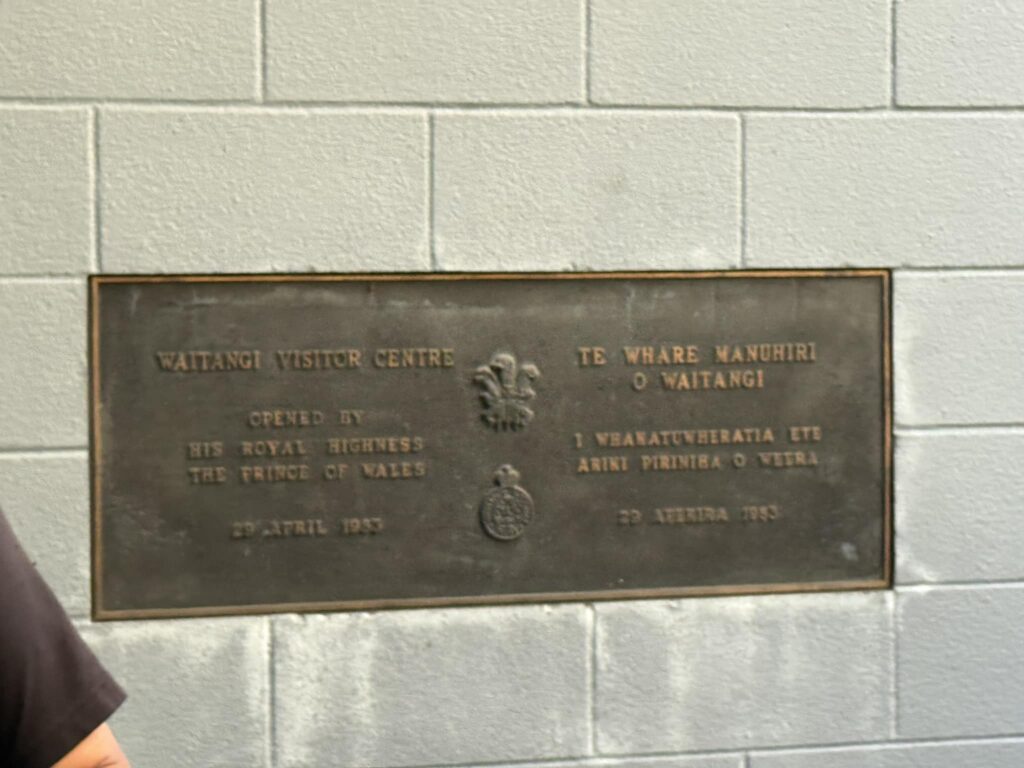 WAITANGI VISITOR CENTRE
OPENED BY
HIS ROYAL HIGHNESS
THE PRINCE OF WALES
29 APRIL 1983
TE WHARE MANUHIRI
O WAITANGI
I WHAKATUWHERATIA
ARIKI PIRINIHA O WEERA
29 APERIRA 1983